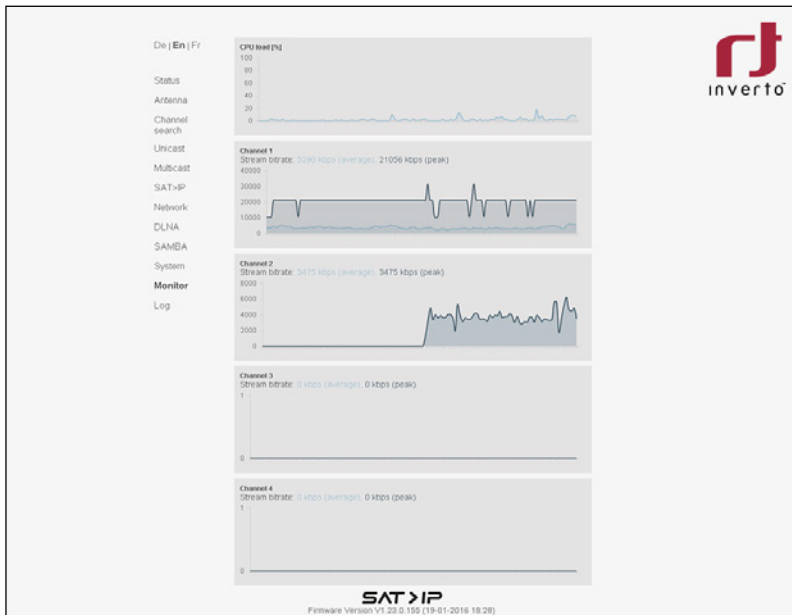 De | En | Fr
Status
Antenna
Channel
search
Unicast
Multicast
SAT>IP
Network
DLNA
SAMBA
System
Monitor
Log
CPU load [%]
100
80
60
40
20
0
Channel 1
Stream bitrate: 5290 kbps (average), 21056 kbps (peak)
40000
30000
20000
10000
0
Channel 2
Stream bitrate: 3475 kbps (average), 3475 kbps (peak)
8000
6000
4000
2000
0
Channel 3
Stream bitrate: 0 kbps (average), 0 kbps (peak)
1
0
Channel 4
Stream bitrate: 0 kbps (average), 0 kbps (peak)
1
0
inverto™
SAT>IP
Firmware Version V1.23.0.155 (19-01-2016 18:28)